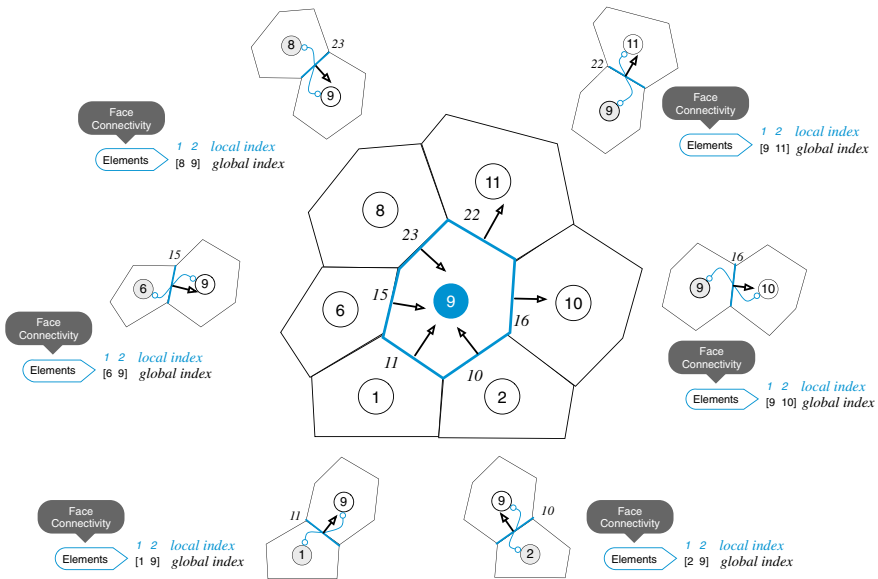 8
23
9
Face
Connectivity
Elements
1 2 local index
[8 9] global index
11
22
9
Face
Connectivity
Elements
1 2 local index
[9 11] global index
8
11
22
23
6
15
9
10
16
11
10
1
2
15
6
9
Face
Connectivity
Elements
1 2 local index
[6 9] global index
16
9
10
Face
Connectivity
Elements
1 2 local index
[9 10] global index
9
11
1
Face
Connectivity
Elements
1 2 local index
[1 9] global index
9
10
2
Face
Connectivity
Elements
1 2 local index
[2 9] global index